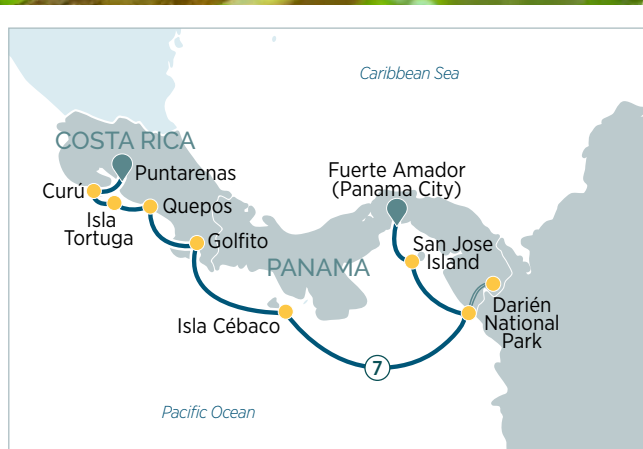 Caribbean Sea
COSTA RICA
Puntarenas
Curú
Isla
Tortuga
Quepos
Golfito
Fuerte Amador
(Panama City)
San Jose
Island
PANAMA
Darién
National
Park
Isla Cébaco
7
Pacific Ocean